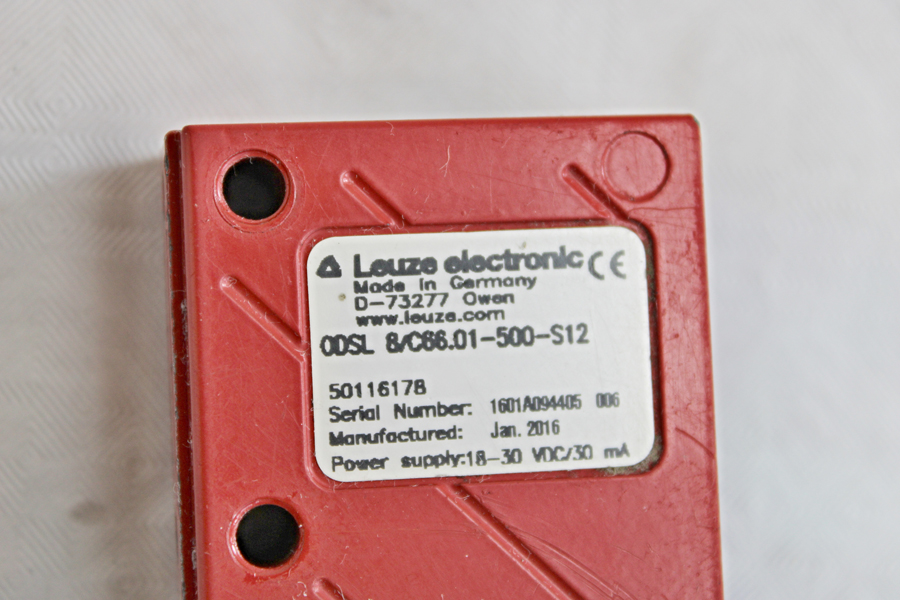 Leuze electronic CE
Made in Germany
D-73277 Owen
www.leuze.com
ODSL 8/C66.01-500-S12
50116178
Serial Number: 1601A094405 006
Manufactured: Jan. 2016
Power supply:18-30 VDC/30 mA